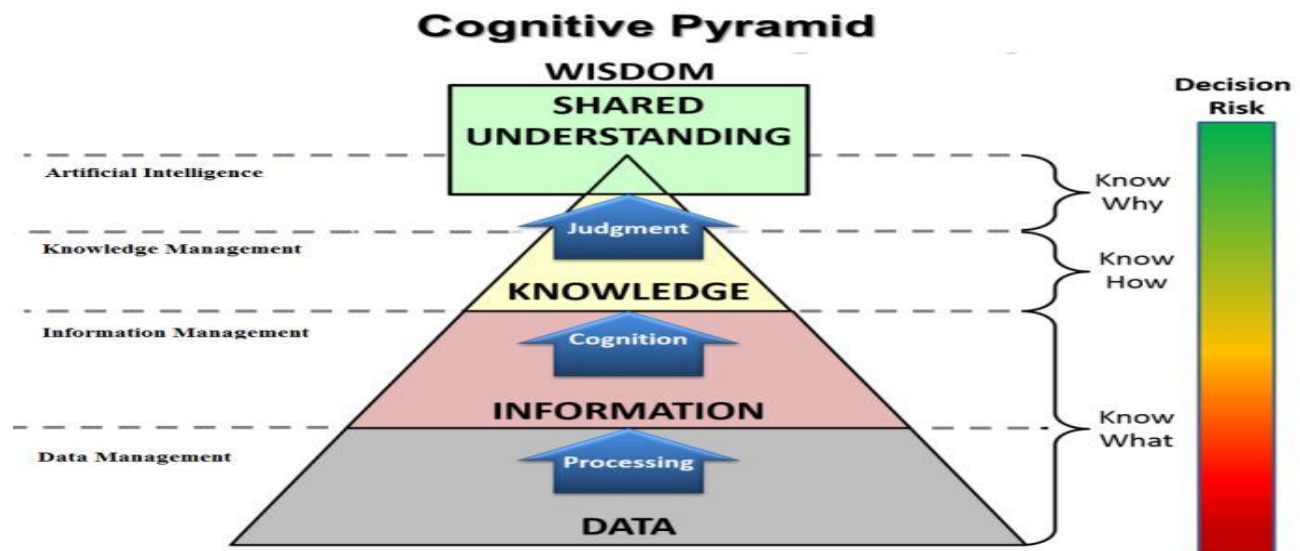 Cognitive Pyramid
WISDOM
SHARED
UNDERSTANDING
Decision
Risk
Artificial Intelligence
Know
Why
Judgment
Knowledge Management
Know
How
KNOWLEDGE
Information Management
Cognition
INFORMATION
Know
What
Data Management
Processing
DATA